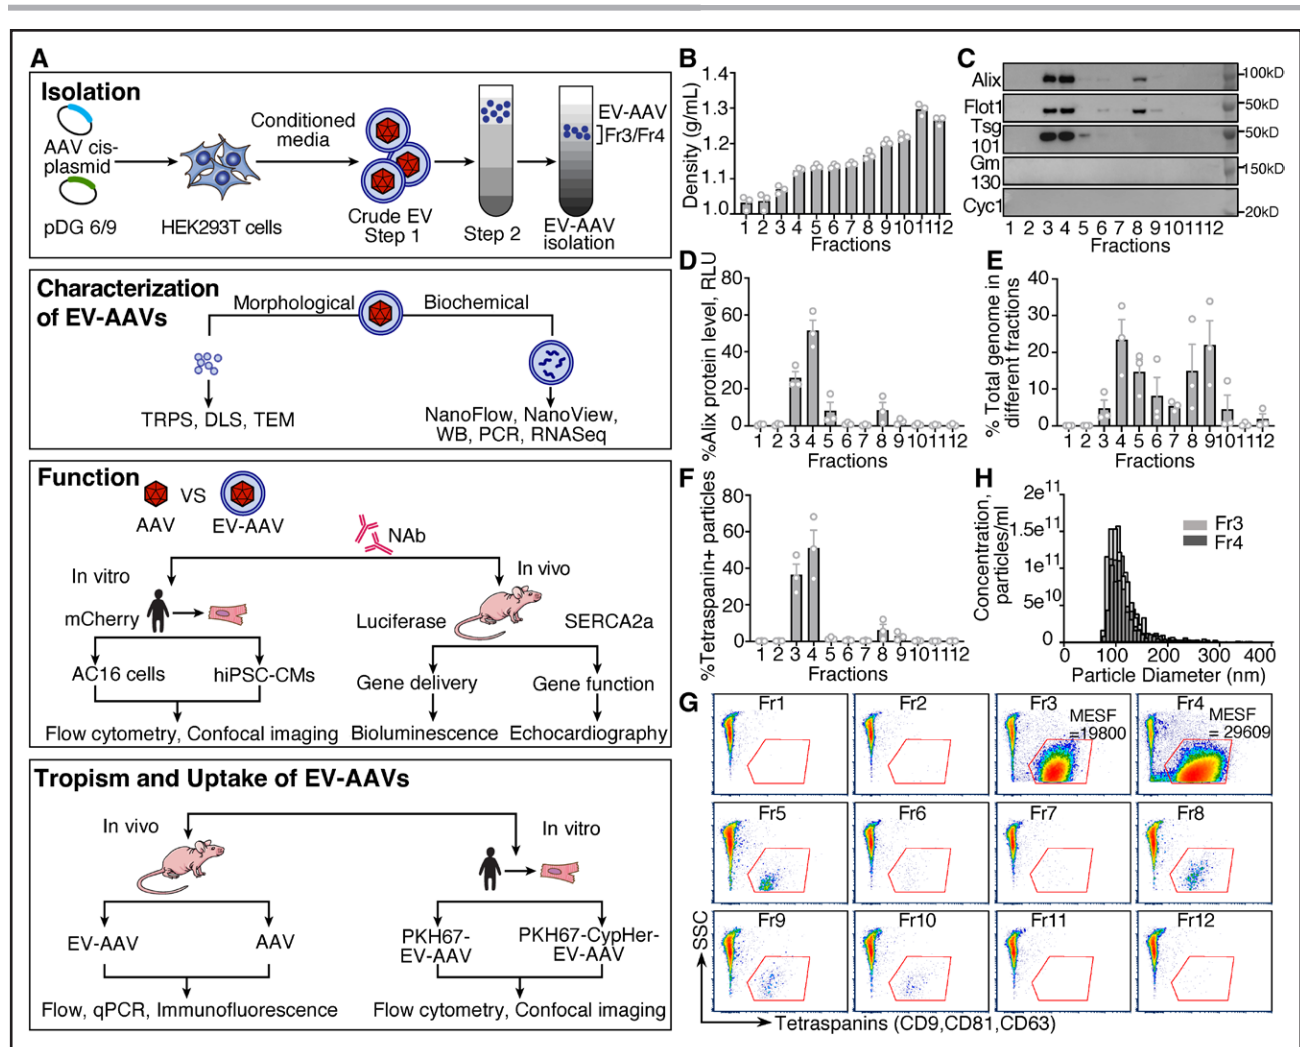 A
Isolation
AAV cis-
plasmid
pDG 6/9
HEK293T cells
Conditioned
media
Crude EV
Step 1
Step 2
EV-AAV
Fr3/Fr4
EV-AAV
isolation
Characterization
of EV-AAVs
Morphological
Biochemical
TRPS, DLS, TEM
NanoFlow, NanoView,
WB, PCR, RNASeq
Function
AAV
VS
EV-AAV
NAb
In vitro
In vivo
mCherry
Luciferase
SERCA2a
AC16 cells
hiPSC-CMs
Gene delivery
Gene function
Flow cytometry, Confocal imaging
Bioluminescence
Echocardiography
Tropism and Uptake of EV-AAVs
In vivo
In vitro
EV-AAV
AAV
PKH67-
EV-AAV
PKH67-CypHer-
EV-AAV
Flow, qPCR, Immunofluorescence
Flow cytometry, Confocal imaging
B
Density (g/mL)
1.4
1.3
1.2
1.1
1.0
1 2 3 4 5 6 7 8 9 10 11 12
Fractions
C
Alix
Flot1
Tsg
101
Gm
130
Cyc1
100kD
50kD
50kD
150kD
20kD
1 2 3 4 5 6 7 8 9 10 11 12
Fractions
D
%Alix protein level, RLU
80
60
40
20
0
1 2 3 4 5 6 7 8 9 10 11 12
Fractions
E
% Total genome in
different fractions
40
30
20
10
0
1 2 3 4 5 6 7 8 9 10 11 12
Fractions
F
%Tetraspanin+ particles
80
60
40
20
0
1 2 3 4 5 6 7 8 9 10 11 12
Fractions
H
Concentration,
particles/ml
2e11
1.5e11
1e11
5e10
0
Fr3
Fr4
0 100 200 300 400
Particle Diameter (nm)
G
Fr1
Fr2
Fr3
MESF
=19800
Fr4
MESF
= 29609
Fr5
Fr6
Fr7
Fr8
Fr9
Fr10
Fr11
Fr12
SSC
Tetraspanins (CD9,CD81,CD63)